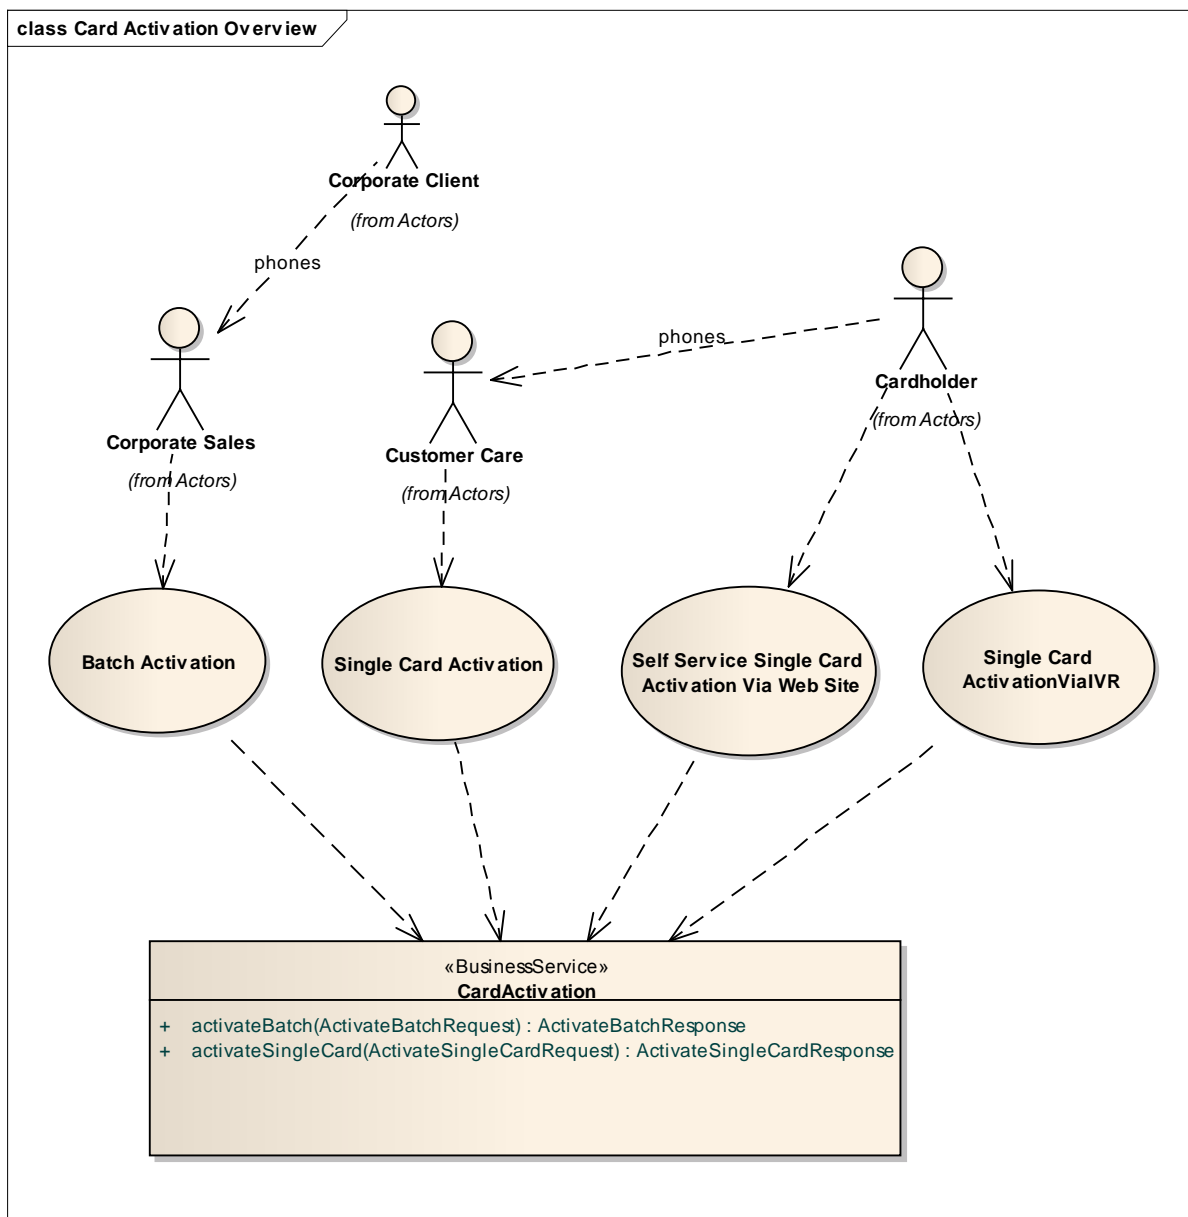 class Card Activation Overview
Corporate Client
(from Actors)
phones
Corporate Sales
(from Actors)
Customer Care
(from Actors)
phones
Cardholder
(from Actors)
Batch Activation
Single Card Activation
Self Service Single Card
Activation Via Web Site
Single Card
ActivationViaIVR
«BusinessService»
CardActivation
+ activateBatch(ActivateBatchRequest) : ActivateBatchResponse
+ activateSingleCard(ActivateSingleCardRequest) : ActivateSingleCardResponse